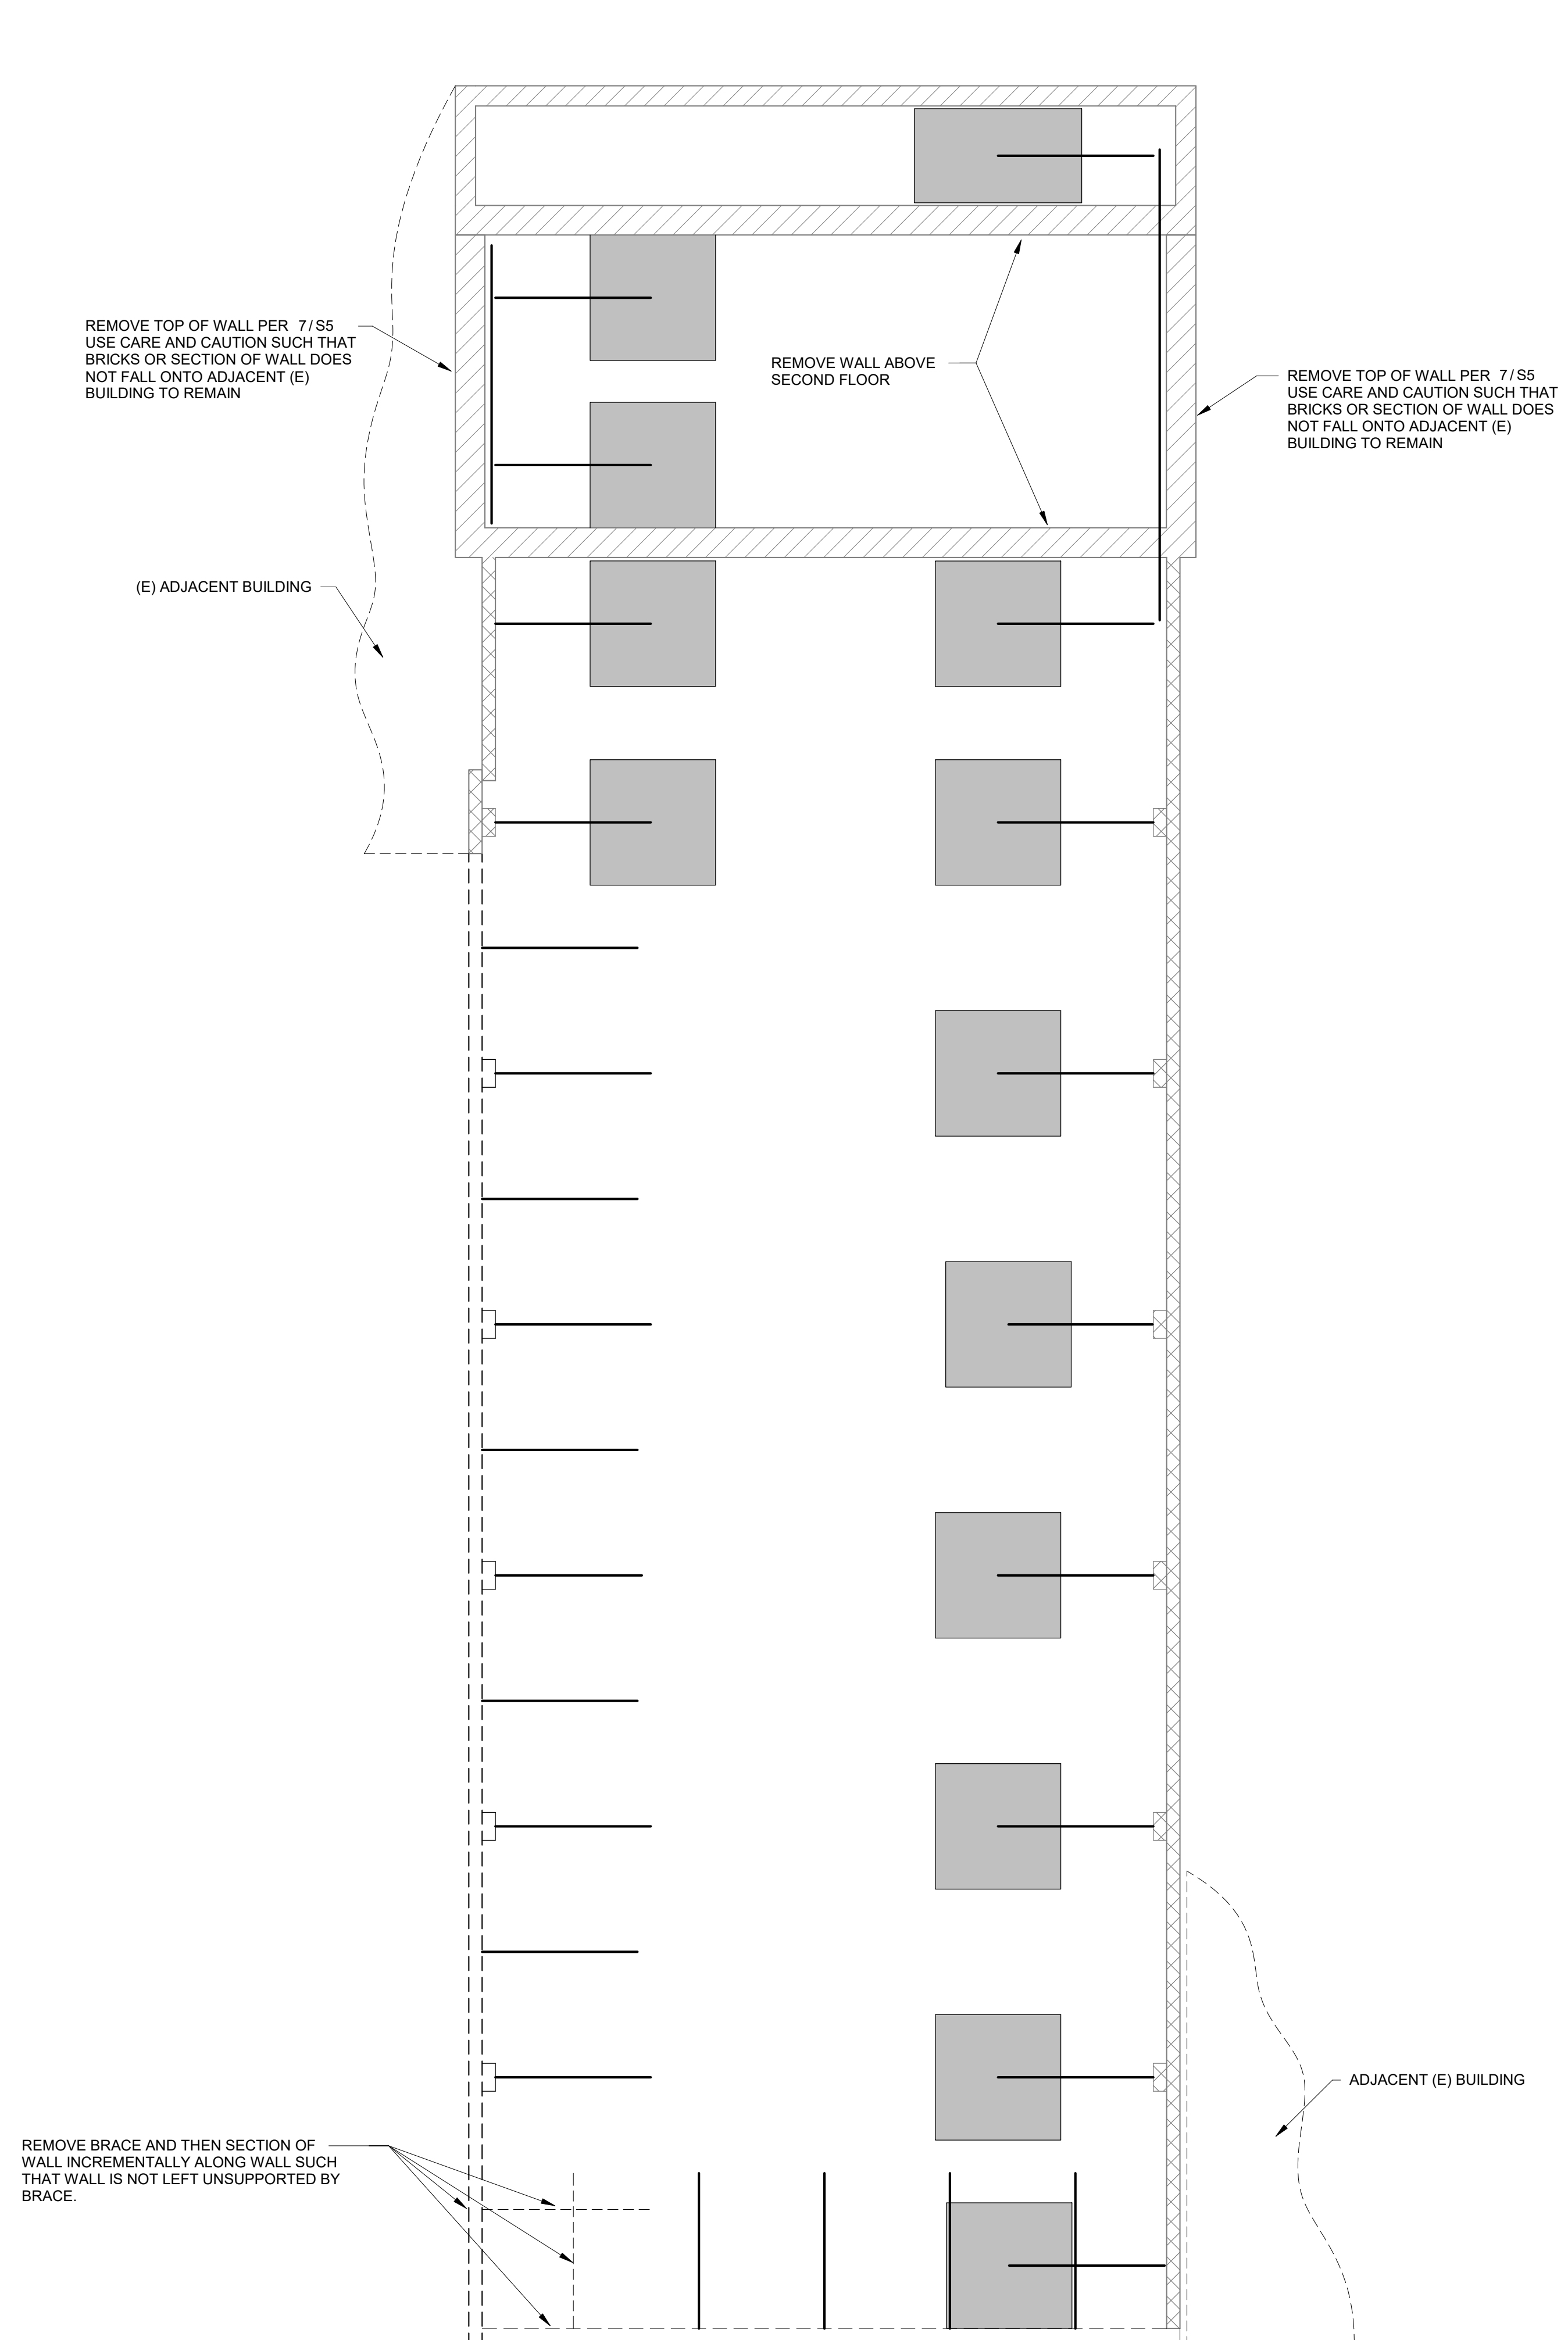 REMOVE TOP OF WALL PER 7/S5
USE CARE AND CAUTION SUCH THAT
BRICKS OR SECTION OF WALL DOES
NOT FALL ONTO ADJACENT (E)
BUILDING TO REMAIN
REMOVE WALL ABOVE
SECOND FLOOR
REMOVE TOP OF WALL PER 7/S5
USE CARE AND CAUTION SUCH THAT
BRICKS OR SECTION OF WALL DOES
NOT FALL ONTO ADJACENT (E)
BUILDING TO REMAIN
(E) ADJACENT BUILDING
ADJACENT (E) BUILDING
REMOVE BRACE AND THEN SECTION OF
WALL INCREMENTALLY ALONG WALL SUCH
THAT WALL IS NOT LEFT UNSUPPORTED BY
BRACE.